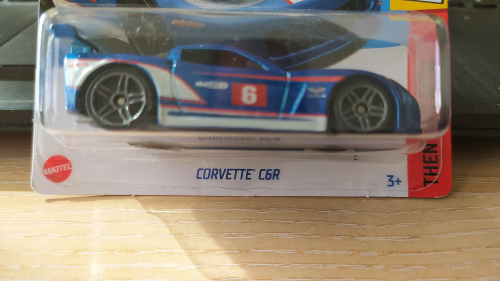 6
CORVETTE C6R
MATTEL
3+
THEN